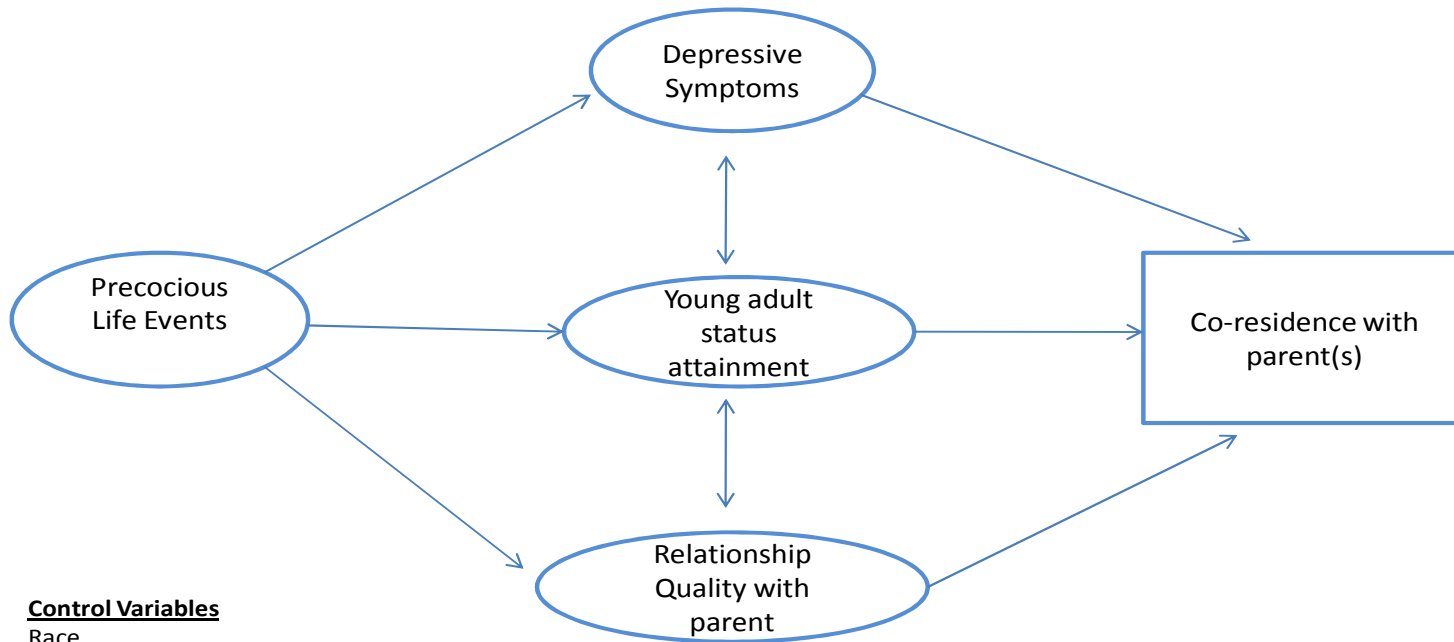 Depressive
Symptoms
Precocious
Life Events
Young adult
status
attainment
Co-residence with
parent(s)
Relationship
Quality with
parent
Control Variables
Race